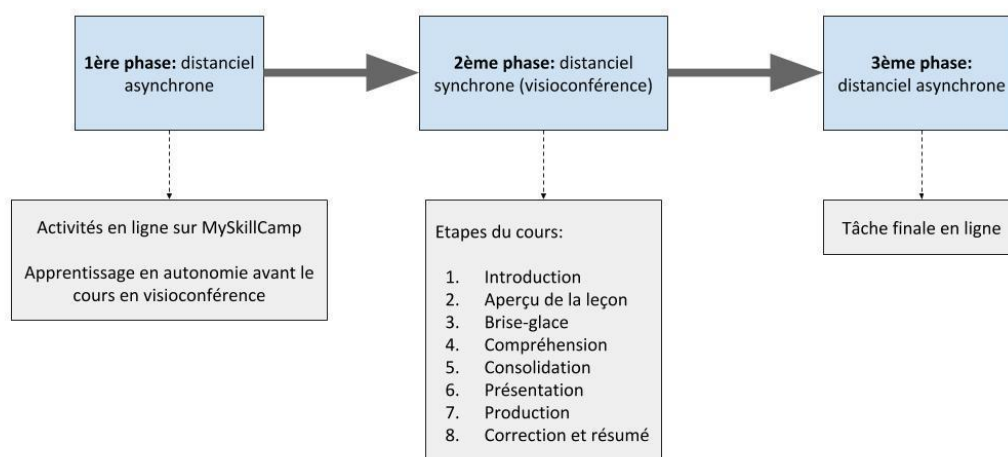 1ère phase: distanciel
asynchrone
2ème phase: distanciel
synchrone (visioconférence)
3ème phase:
distanciel asynchrone
Activités en ligne sur MySkillCamp
Apprentissage en autonomie avant le
cours en visioconférence
Etapes du cours:
1. Introduction
2. Aperçu de la leçon
3. Brise-glace
4. Compréhension
5. Consolidation
6. Présentation
7. Production
8. Correction et résumé
Tâche finale en ligne